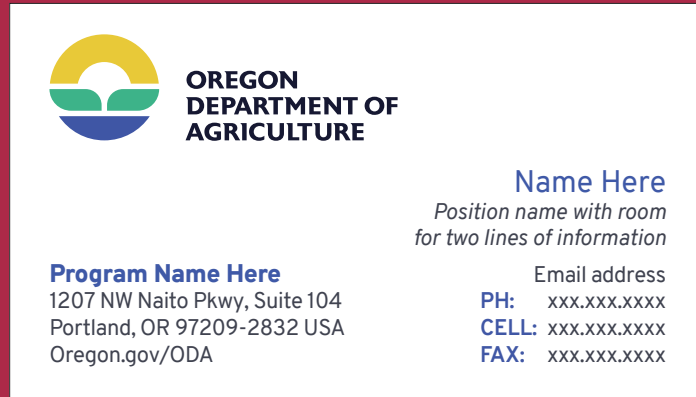 OREGON
DEPARTMENT OF
AGRICULTURE
Name Here
Position name with room
for two lines of information
Program Name Here
1207 NW Naito Pkwy, Suite 104
Portland, OR 97209-2832 USA
Oregon.gov/ODA
Email address
PH: xxx.xxx.xxxx
CELL: xxx.xxx.xxxx
FAX: xxx.xxx.xxxx